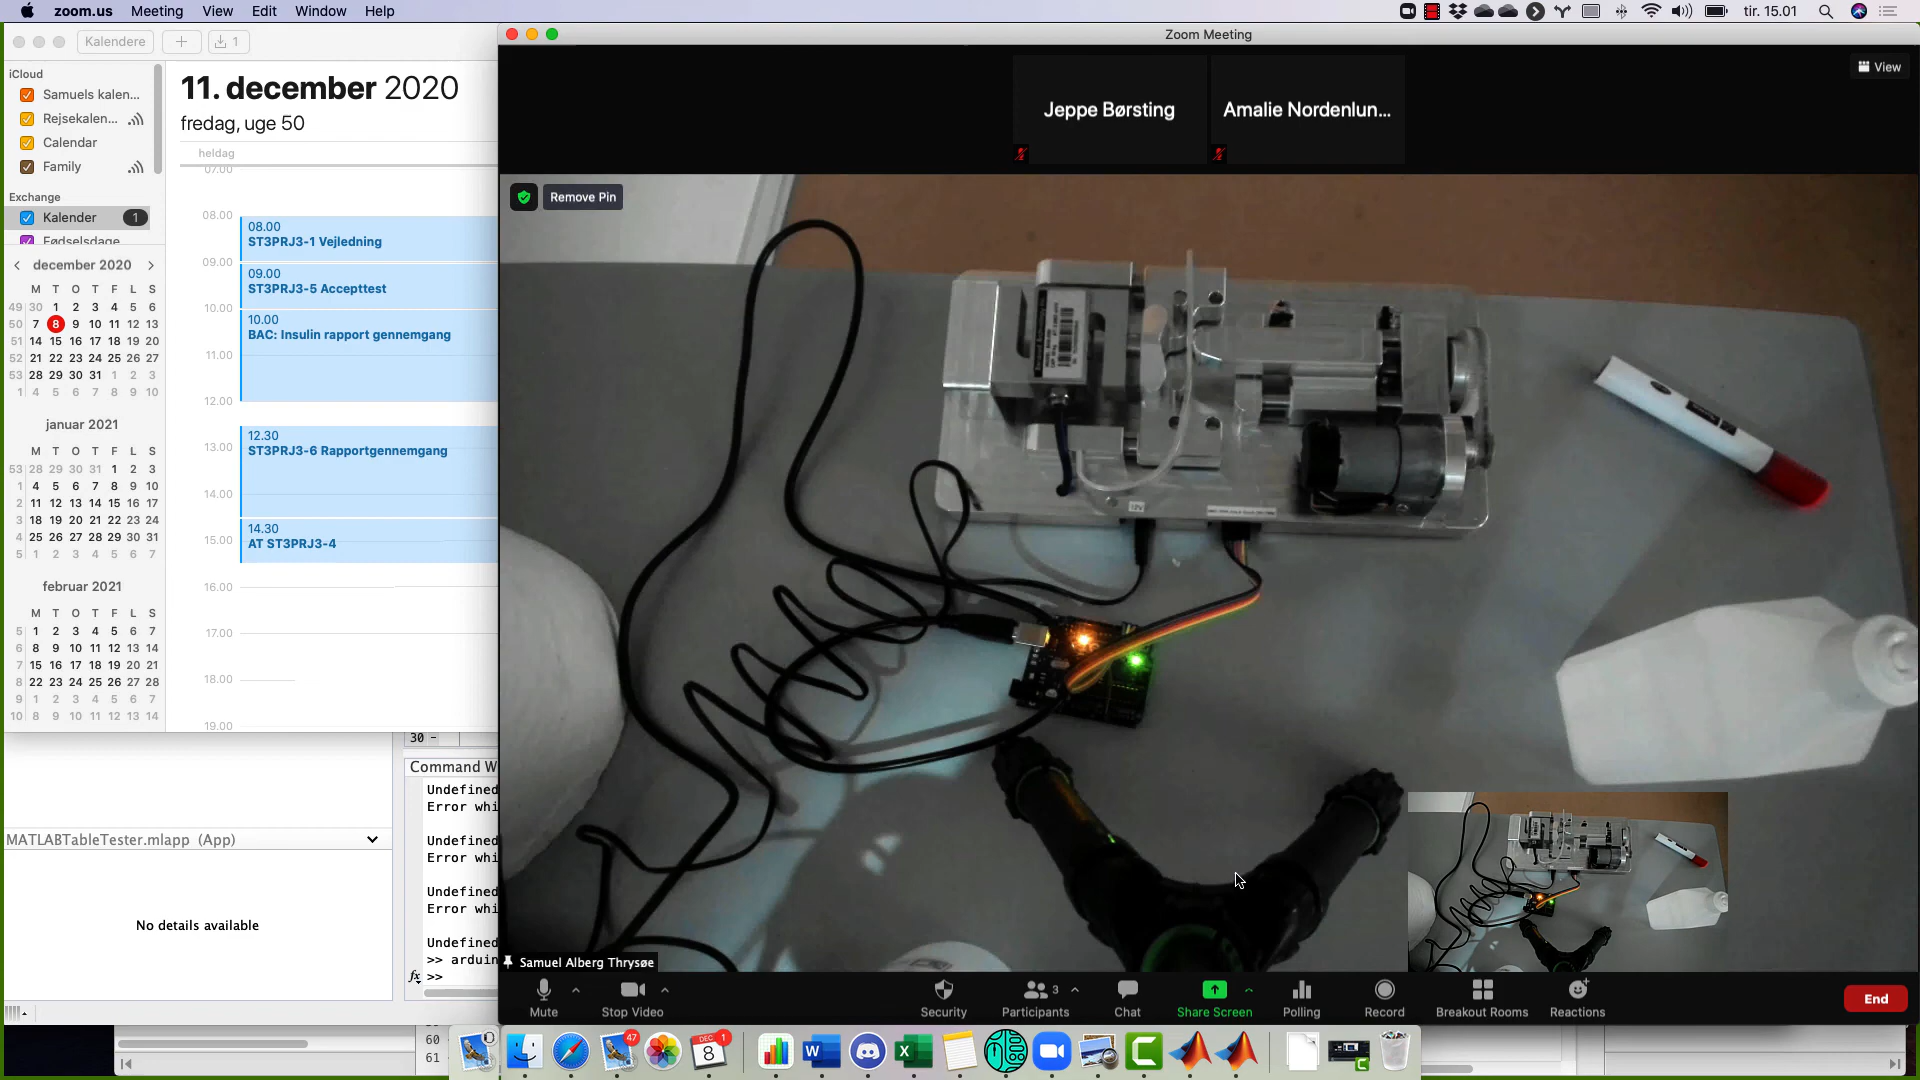 zoom.us Meeting View Edit Window Help
tir. 15.01
Kalendere
1
iCloud
Samuels kalen...
Rejsekalen...
Calendar
Family
Exchange
Kalender 1
Fødselsdage
11. december 2020
fredag, uge 50
heldag
07.00
08.00
08.00
ST3PRJ3-1 Vejledning
09.00
09.00
ST3PRJ3-5 Accepttest
10.00
10.00
BAC: Insulin rapport gennemgang
11.00
12.00
12.30
ST3PRJ3-6 Rapportgennemgang
13.00
14.00
14.30
AT ST3PRJ3-4
15.00
16.00
17.00
18.00
19.00
december 2020
M T O T F L S
49 30 1 2 3 4 5 6
50 7 8 9 10 11 12 13
51 14 15 16 17 18 19 20
52 21 22 23 24 25 26 27
53 28 29 30 31 1 2 3
1 4 5 6 7 8 9 10
januar 2021
M T O T F L S
53 28 29 30 31 1 2 3
1 4 5 6 7 8 9 10
2 11 12 13 14 15 16 17
3 18 19 20 21 22 23 24
4 25 26 27 28 29 30 31
5 1 2 3 4 5 6 7
februar 2021
M T O T F L S
5 1 2 3 4 5 6 7
6 8 9 10 11 12 13 14
7 15 16 17 18 19 20 21
8 22 23 24 25 26 27 28
9 1 2 3 4 5 6 7
10 8 9 10 11 12 13 14
30 -
Command W
Undefined
Error whi
Undefined
Error whi
Undefined
Error whi
Undefined
>> arduin
fx >>
MATLABTableTester.mlapp (App)
No details available
60
61
Zoom Meeting
View
Jeppe Børsting
Amalie Nordenlun...
Remove Pin
12V
Samuel Alberg Thrysøe
Mute
Stop Video
Security
Participants 3
Chat
Share Screen
Polling
Record
Breakout Rooms
Reactions
End
47
DEC 1
8
W
X